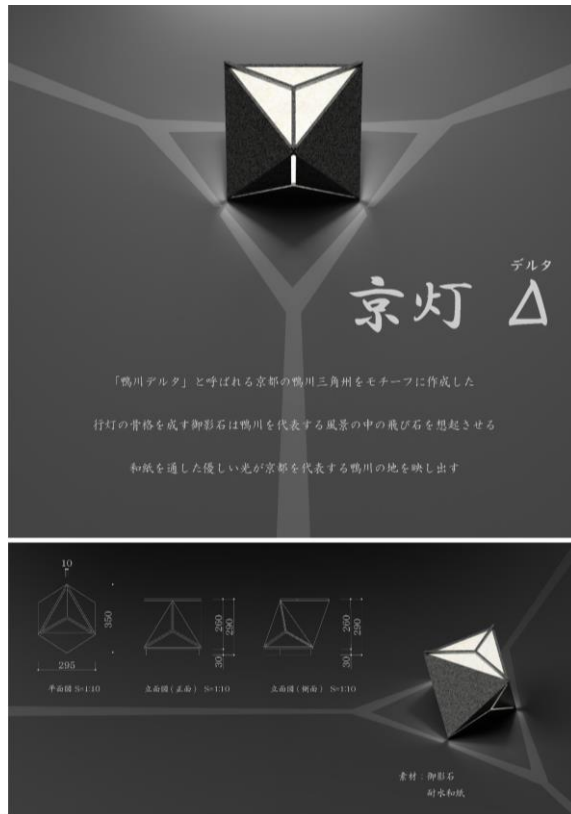 デルタ
京灯 Δ
「鴨川デルタ」と呼ばれる京都の鴨川三角州をモチーフに作成した
行灯の骨格を成す御影石は鴨川を代表する風景の中の飛び石を想起させる
和紙を通した優しい光が京都を代表する鴨川の地を映し出す
10
350
295
平面図 S=1:10
260
290
30
立面図(正面) S=1:10
260
290
30
立面図(側面) S=1:10
素材:御影石
耐水和紙